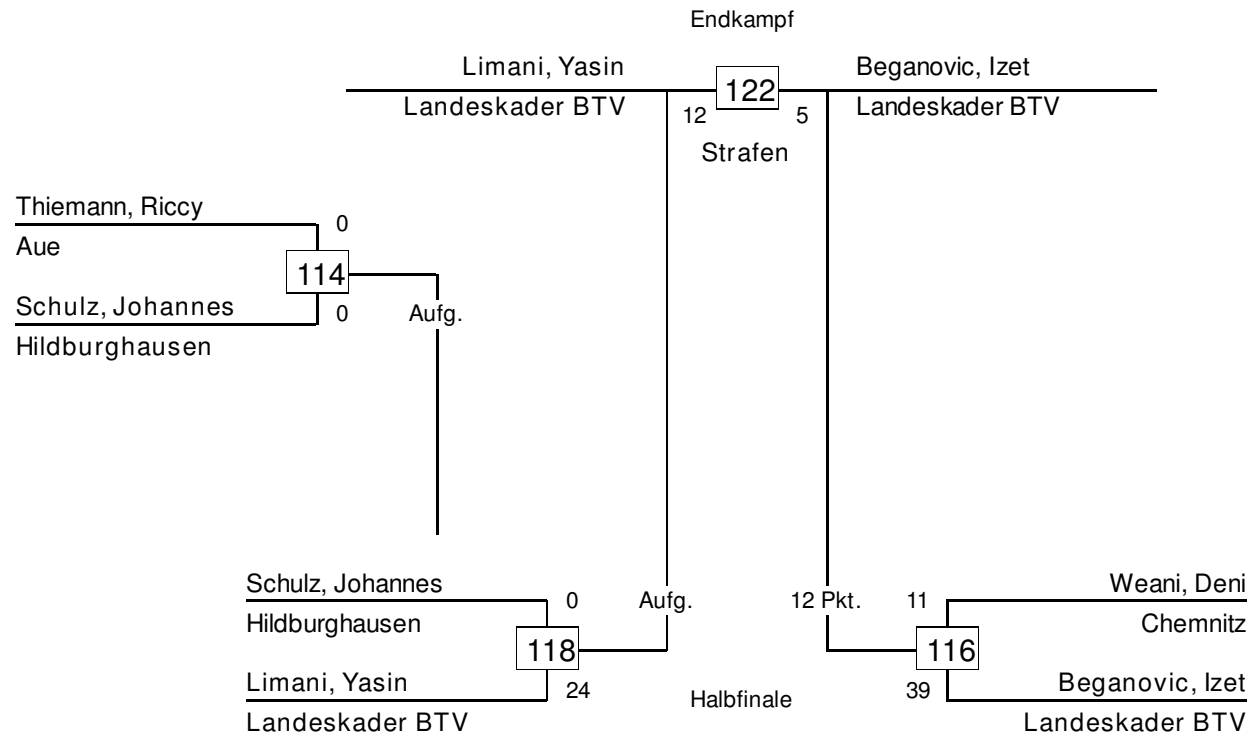 Endkampf
Limani, Yasin
122
Beganovic, Izet
Landeskader BTV
12
5
Landeskader BTV
Strafen
Thiemann, Riccy
0
Aue
114
Schulz, Johannes
0
Aufg.
Hildburghausen
Schulz, Johannes
0
Aufg.
12 Pkt.
11
Weani, Deni
Hildburghausen
Chemnitz
118
116
Limani, Yasin
24
Halbfinale
39
Beganovic, Izet
Landeskader BTV
Landeskader BTV